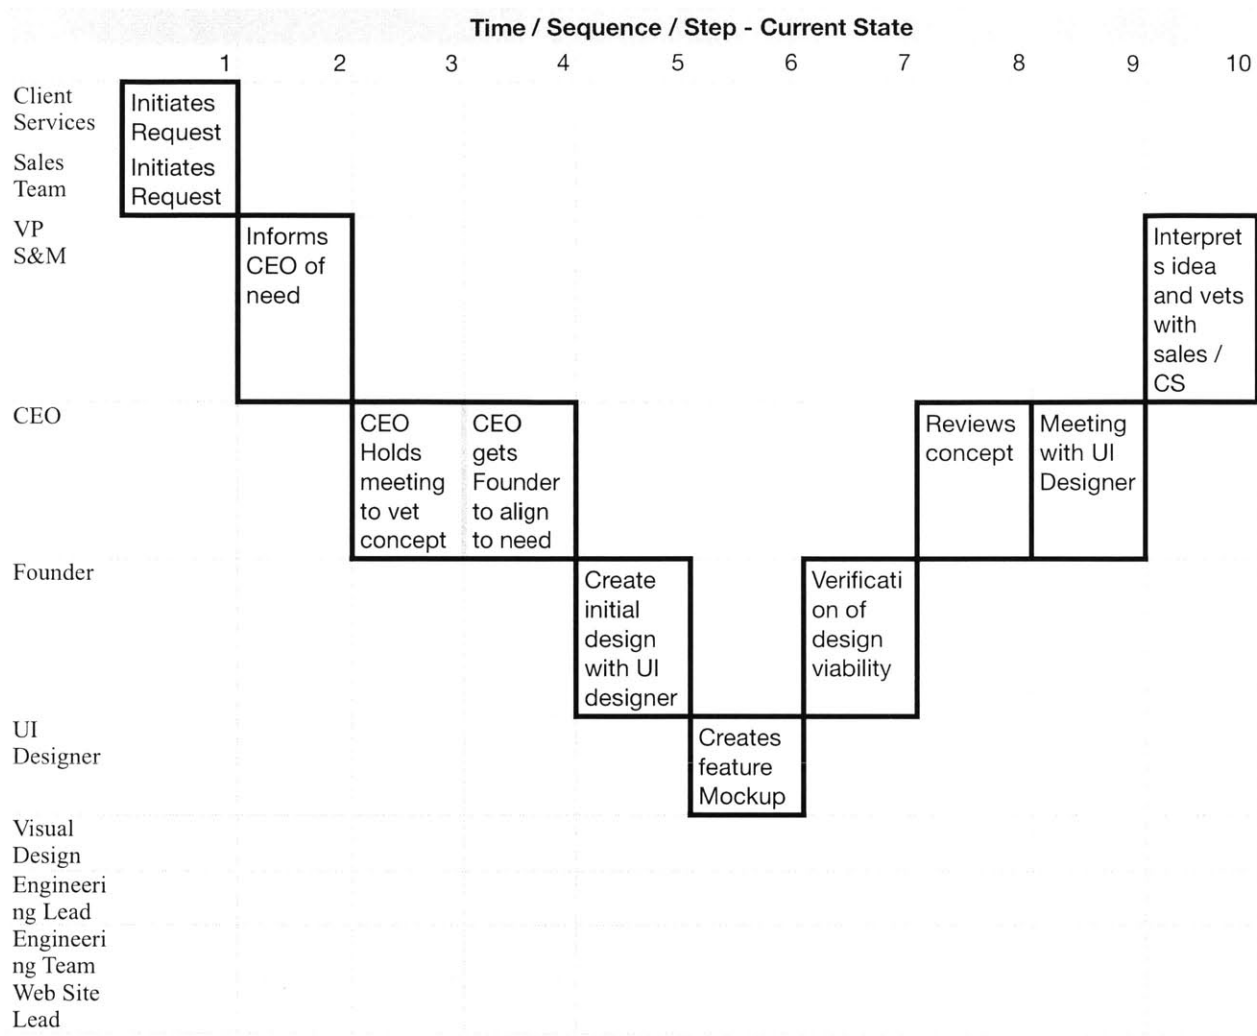 Time / Sequence / Step - Current State
1 2 3 4 5 6 7 8 9 10
Client
Services
Initiates
Request
Sales
Team
Initiates
Request
VP
S&M
Informs
CEO of
need
Interpret
s idea
and vets
with
sales /
CS
CEO
CEO
Holds
meeting
to vet
concept
CEO
gets
Founder
to align
to need
Reviews
concept
Meeting
with UI
Designer
Founder
Create
initial
design
with UI
designer
Verificati
on of
design
viability
UI
Designer
Creates
feature
Mockup
Visual
Design
Engineeri
ng Lead
Engineeri
ng Team
Web Site
Lead